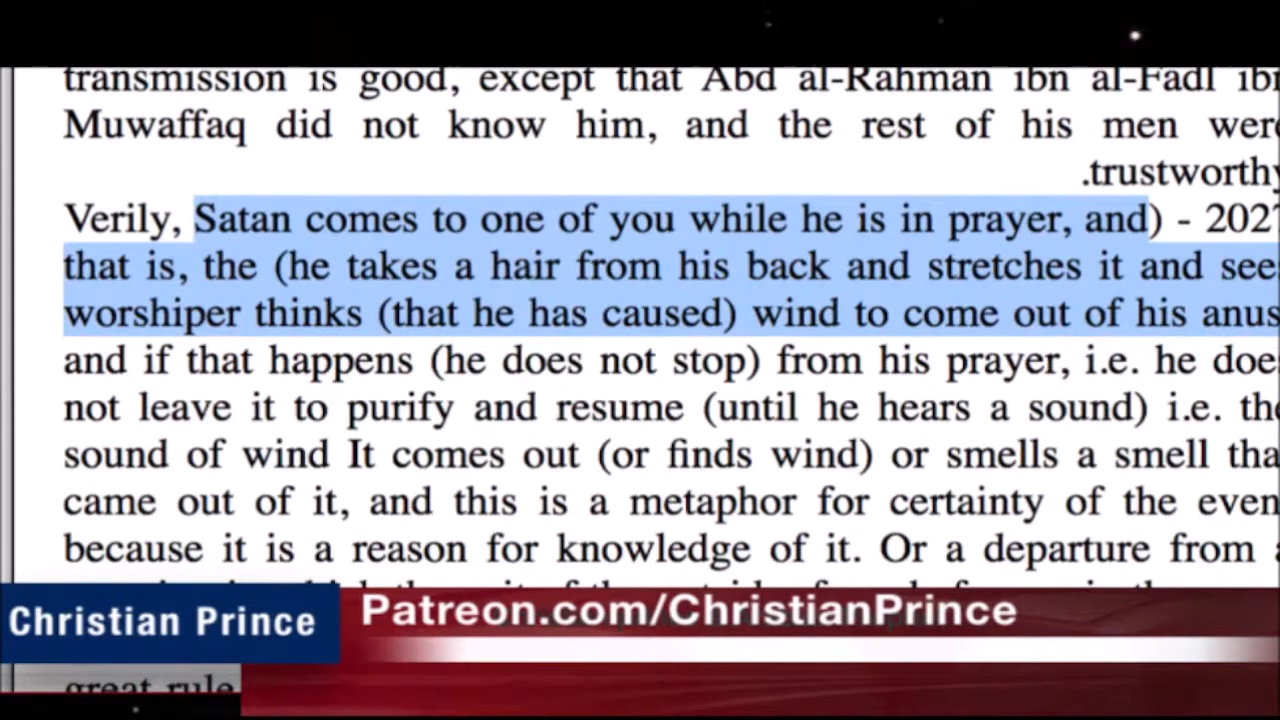 transmission is good, except that Abd al-Rahman ibn al-Fadl ibn
Muwaffaq did not know him, and the rest of his men were
.trustworthy
Verily, Satan comes to one of you while he is in prayer, and) - 202
that is, the (he takes a hair from his back and stretches it and see
worshiper thinks (that he has caused) wind to come out of his anus
and if that happens (he does not stop) from his prayer, i.e. he doe
not leave it to purify and resume (until he hears a sound) i.e. the
sound of wind It comes out (or finds wind) or smells a smell tha
came out of it, and this is a metaphor for certainty of the even
because it is a reason for knowledge of it. Or a departure from
Christian Prince
Patreon.com/ChristianPrince
great rule